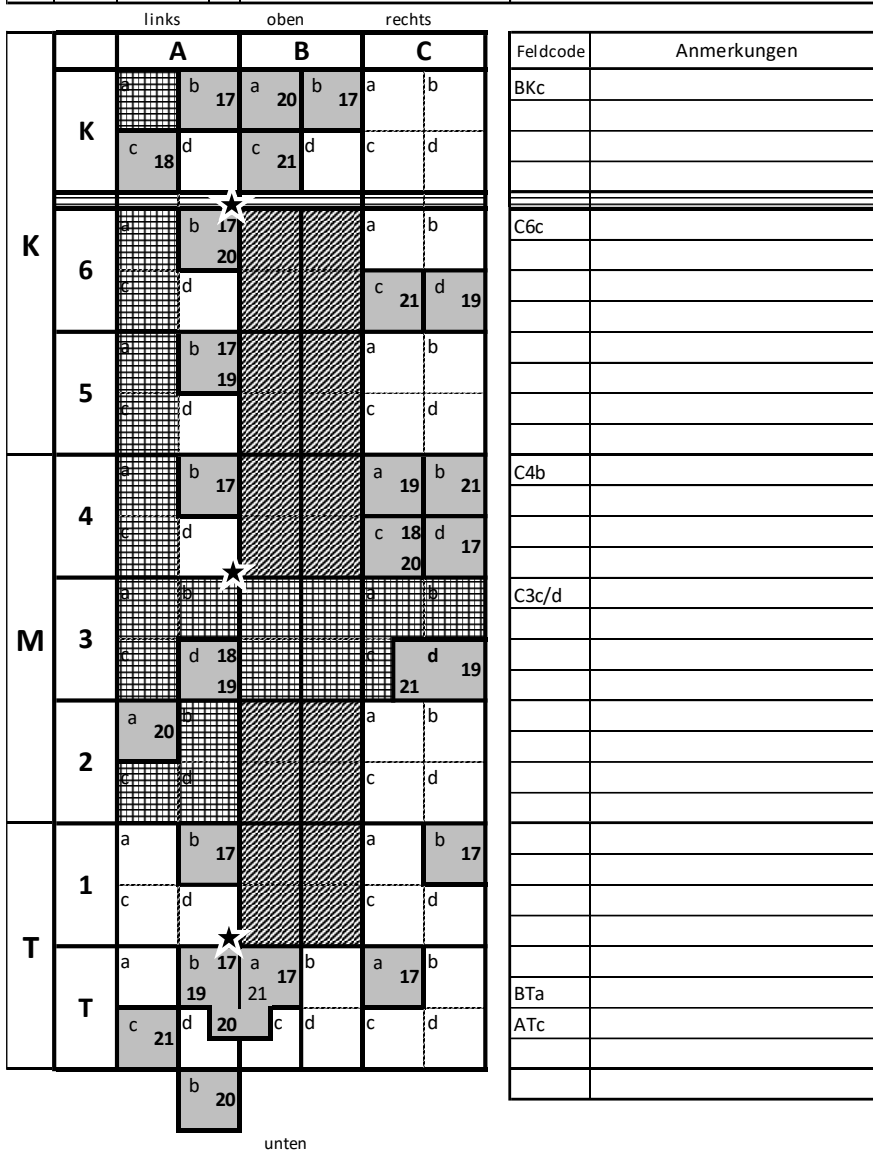 links oben rechts
A B C
Feldcode Anmerkungen
a b 17 a 20 b 17 a b
BKc
K
c 18 d c 21 d c d
K
a b 17 a b
C6c
20
6
c d c 21 d 19
a b 17 a b
19
5
c d c d
M
a b 17 a 19 b 21
C4b
4
c d c 18 d 17
20
a b a b
C3c/d
3
c d 18 c d 19
19 21
a 20 b a b
2
c d c d
T
a b 17 a b 17
1
c d c d
a b 17 a 17 b a 17 b
19 21
BTa
T
c 21 d 20 c d c d
ATc
b 20
unten